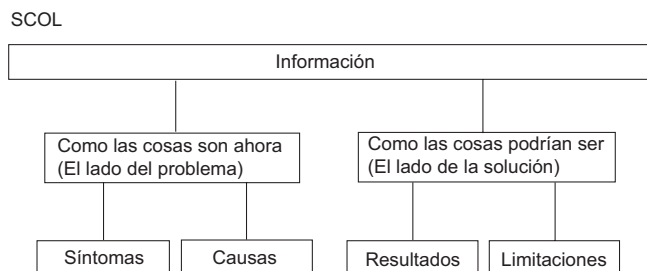 SCOL
Información
Como las cosas son ahora
(El lado del problema)
Como las cosas podrían ser
(El lado de la solución)
Síntomas
Causas
Resultados
Limitaciones